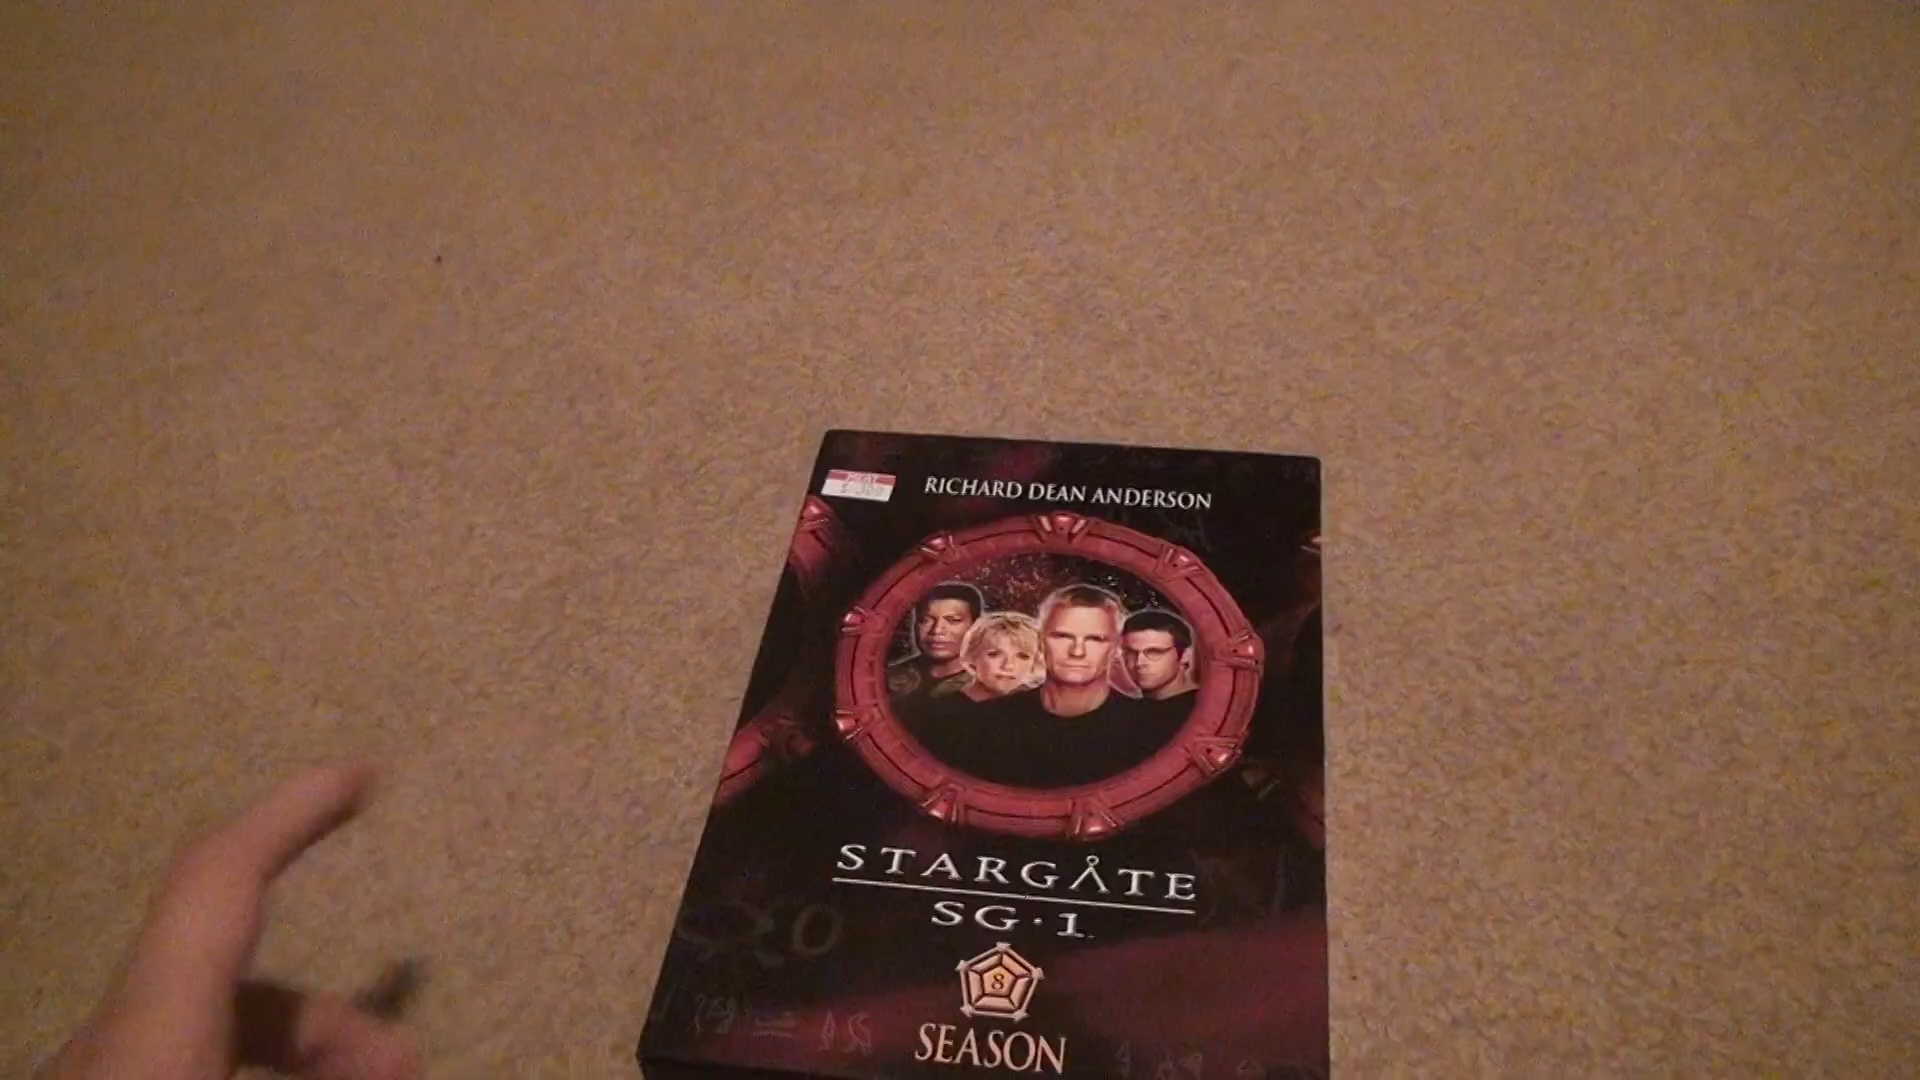 RICHARD DEAN ANDERSON
STARGATE
SG·1
8
SEASON